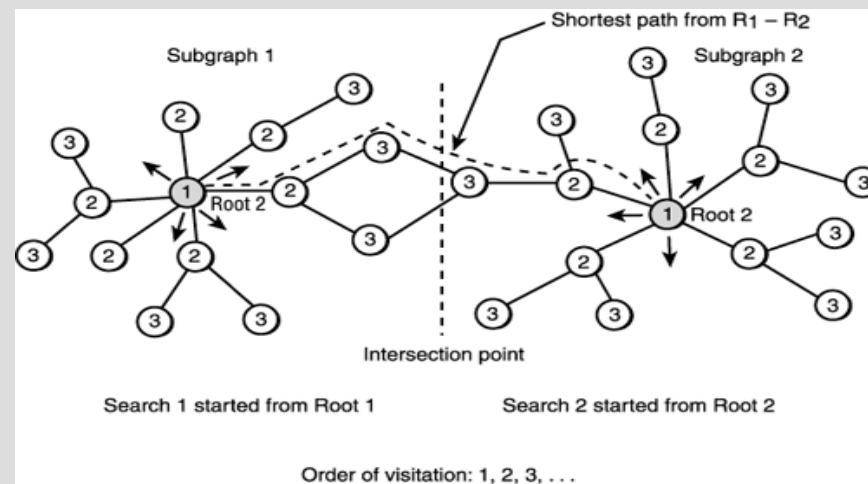 Shortest path from R1 – R2
Subgraph 1
Subgraph 2
3
3 3
2 3
2 2
3 3 2
3 2 3
2 1 Root 2 2
1 Root 2
3 3
3 2 2 2 2
3 3 3 3 3
Intersection point
Search 1 started from Root 1
Search 2 started from Root 2
Order of visitation: 1, 2, 3, . . .